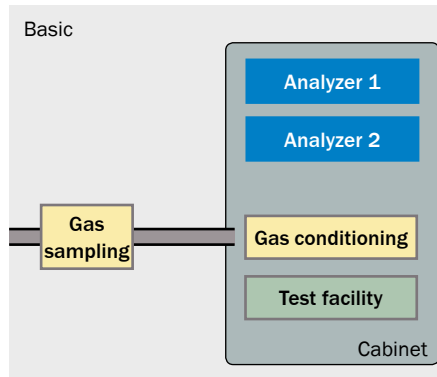 Basic
Analyzer 1
Analyzer 2
Gas
sampling
Gas conditioning
Test facility
Cabinet